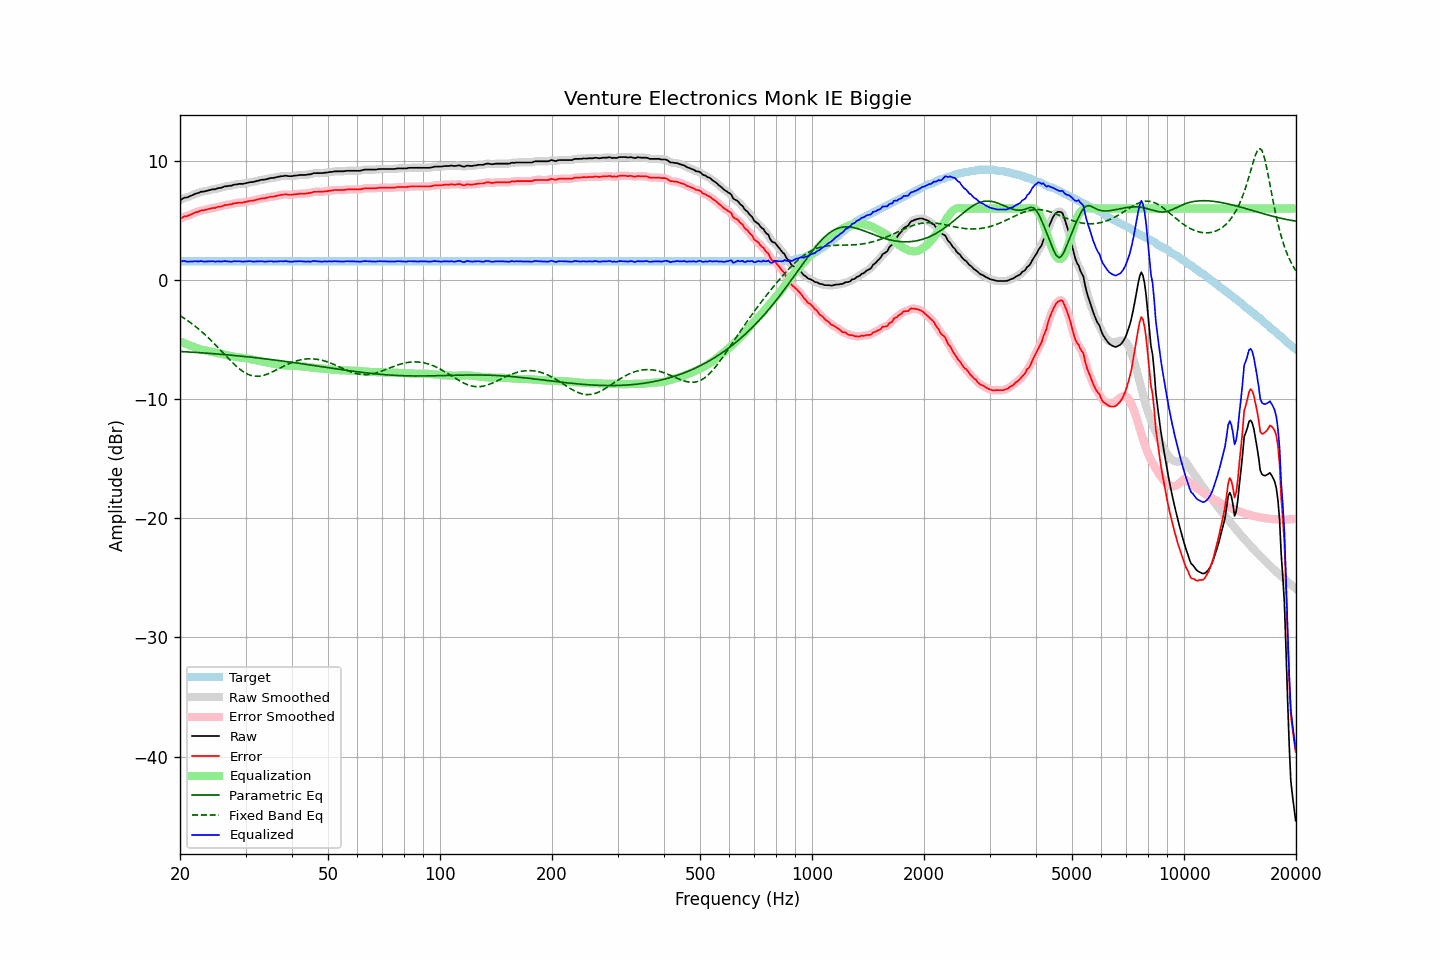 Venture Electronics Monk IE Biggie
Amplitude (dBr)
10
0
−10
−20
−30
−40
Target
Raw Smoothed
Error Smoothed
Raw
Error
Equalization
Parametric Eq
Fixed Band Eq
Equalized
20
50
100
200
500
1000
2000
5000
10000
20000
Frequency (Hz)